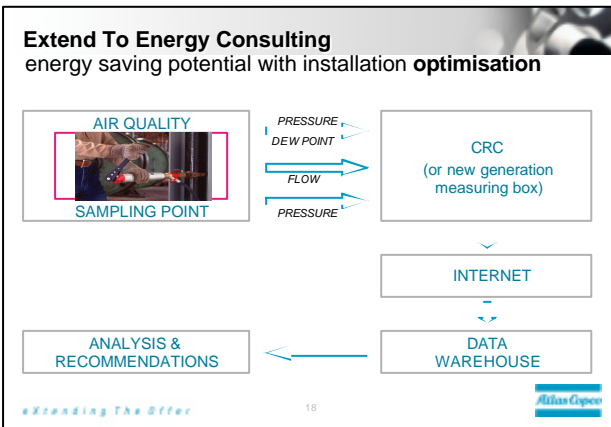 Extend To Energy Consulting
energy saving potential with installation optimisation
AIR QUALITY
SAMPLING POINT
PRESSURE
DEW POINT
FLOW
PRESSURE
CRC
(or new generation
measuring box)
INTERNET
DATA
WAREHOUSE
ANALYSIS &
RECOMMENDATIONS
eXtending The Offer
18
Atlas Copco